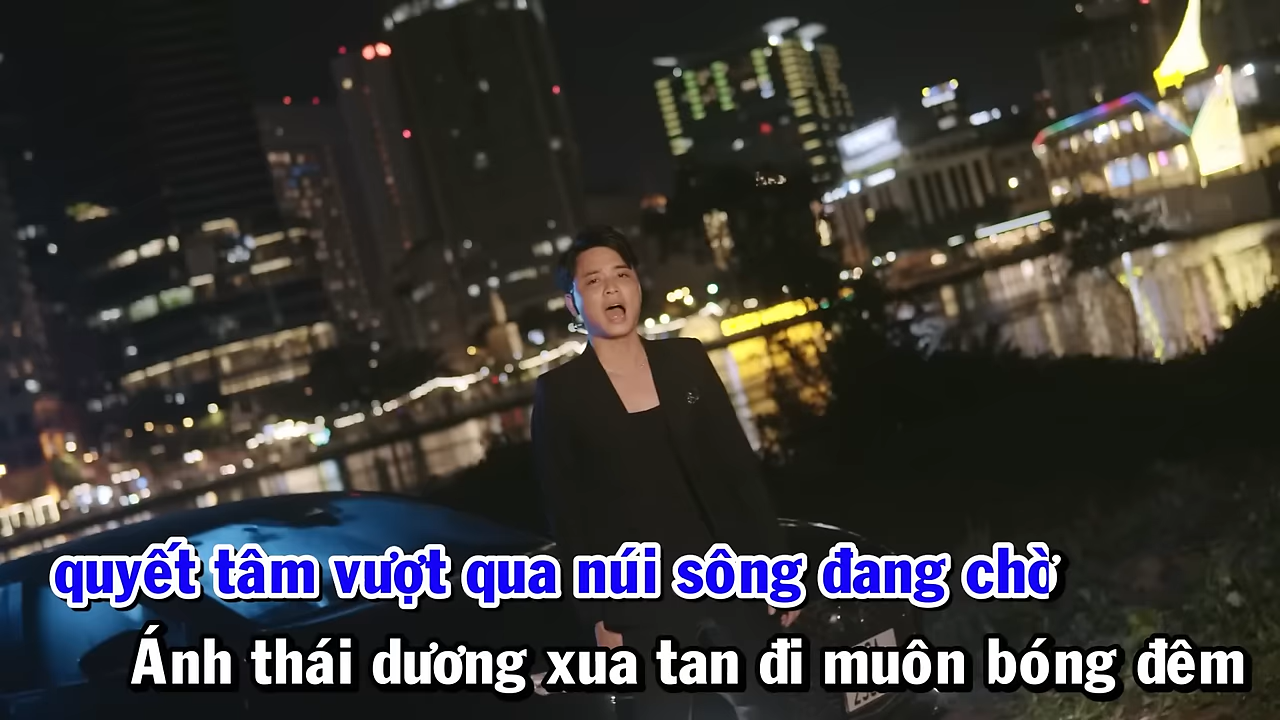 quyết tâm vượt qua núi sông đang chờ
Ánh thái dương xua tan đi muôn bóng đêm